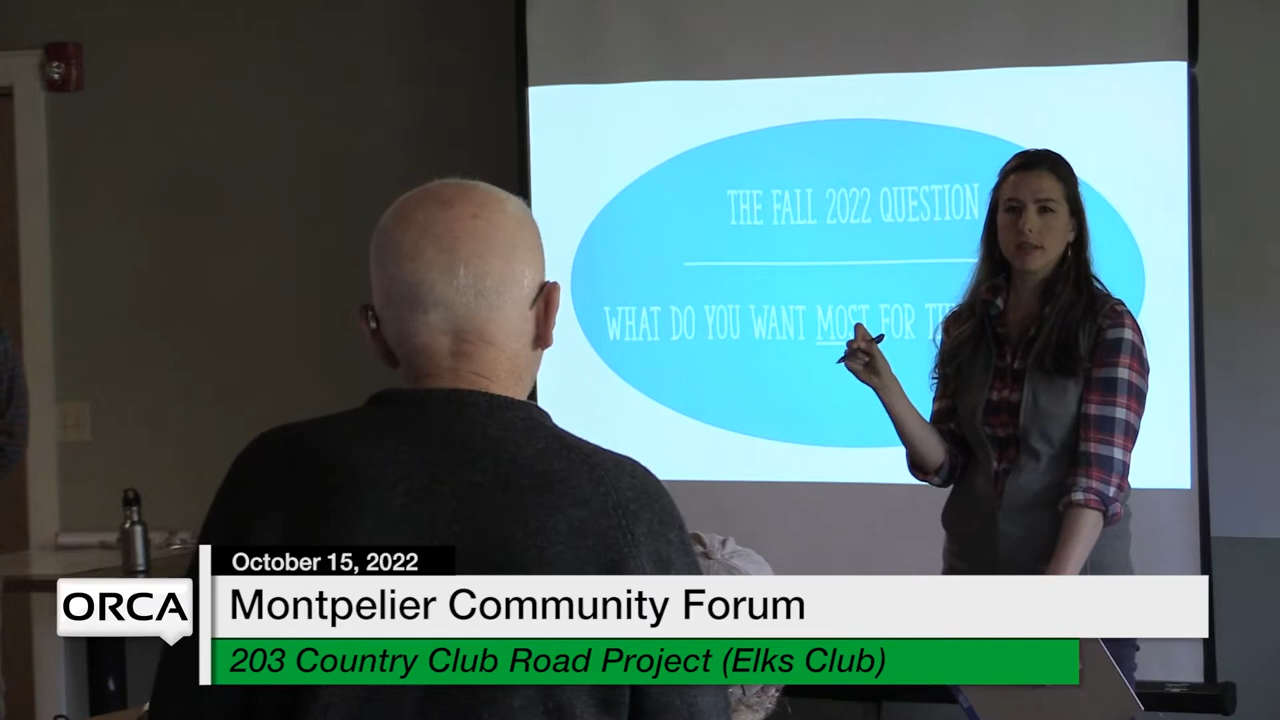 THE FALL 2022 QUESTION
WHAT DO YOU WANT MOST FOR
October 15, 2022
ORCA
Montpelier Community Forum
203 Country Club Road Project (Elks Club)